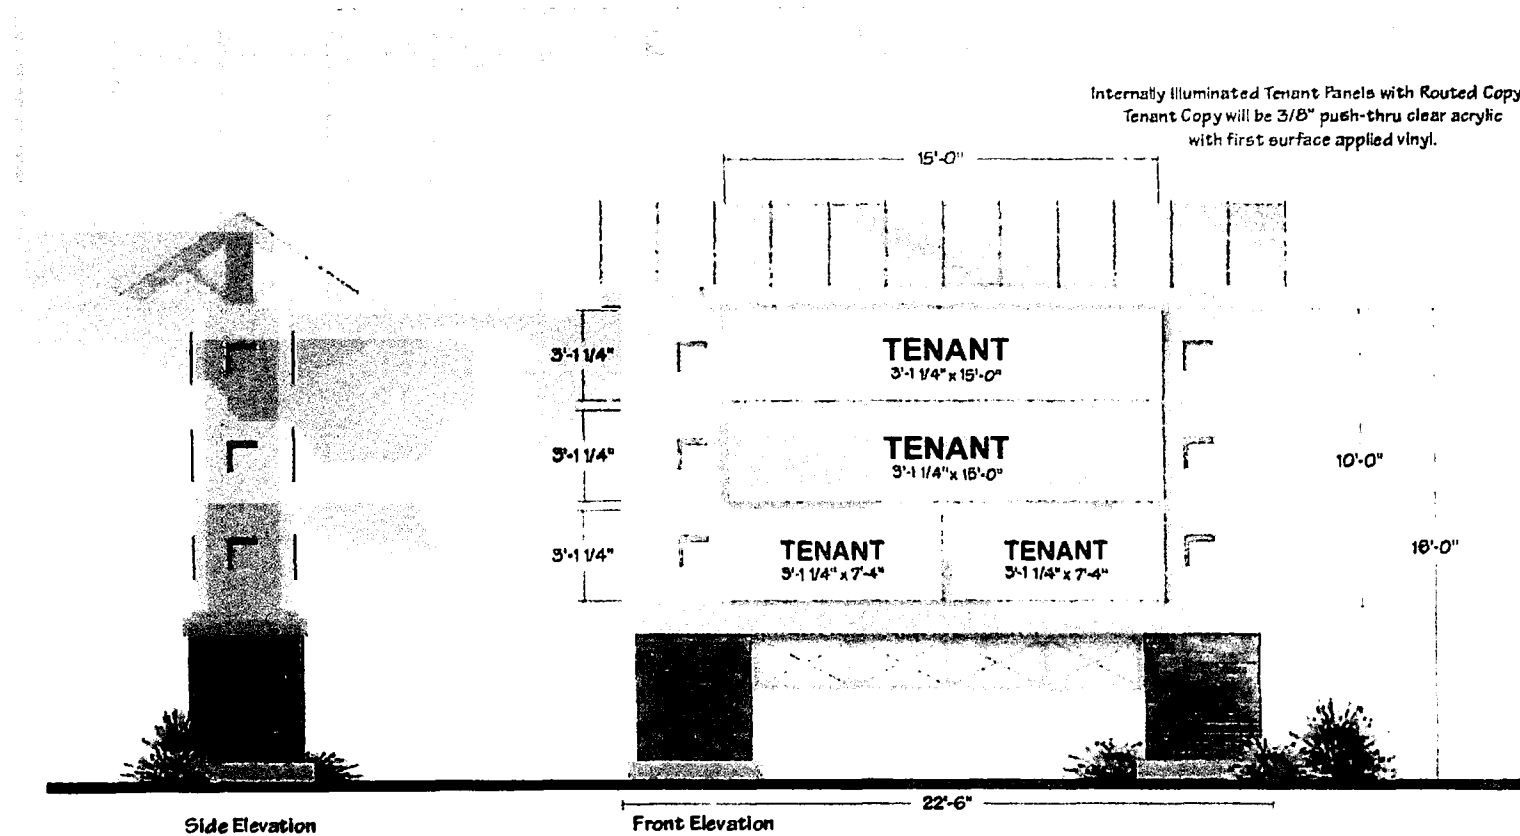 Internally Illuminated Tenant Panels with Routed Copy
Tenant Copy will be 3/8" push-thru clear acrylic
with first surface applied vinyl.
15'-0"
3'-1 1/4"
TENANT
3'-1 1/4" x 15'-0"
3'-1 1/4"
TENANT
3'-1 1/4" x 15'-0"
10'-0"
3'-1 1/4"
TENANT
3'-1 1/4" x 7'-4"
TENANT
3'-1 1/4" x 7'-4"
16'-0"
22'-6"
Side Elevation
Front Elevation